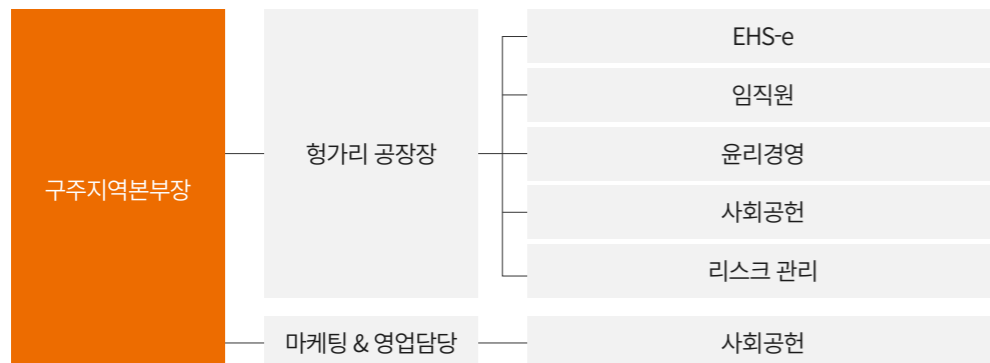 구주지역본부장
헝가리 공장장
EHS-e
임직원
윤리경영
사회공헌
리스크 관리
마케팅 & 영업담당
사회공헌